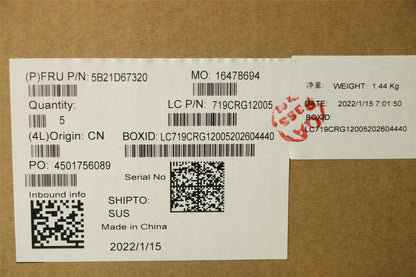 (P)FRU P/N: 5B21D67320
MO: 16478694
Quantity:
5
LC P/N: 719CRG12005
(4L)Origin: CN
BOXID: LC719CRG12005202604440
PO: 4501756089
Serial No
Inbound info
SHIPTO:
SUS
Made in China
2022/1/15
净重: WEIGHT: 1.44 Kg
DATE: 2022/1/15 7:01:50
BOXID:
LC719CRG12005202604440